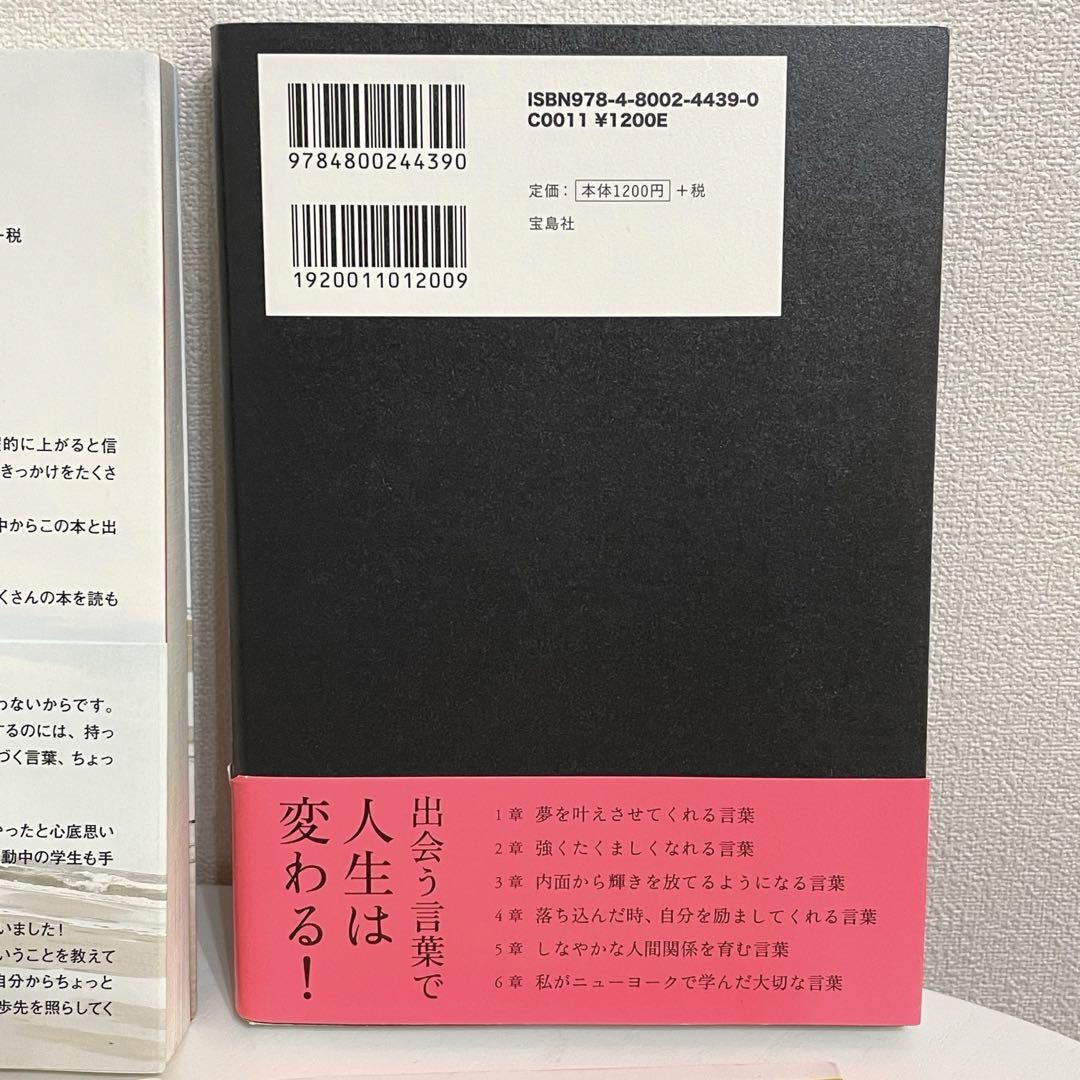 +税
的に上がると信
きっかけをたくさ
中からこの本と出
くさんの本を読も
わないからです。
するのには、持っ
づく言葉、ちょっ
かったと心底思い
動中の学生も手
いました!
いうことを教えて
自分からちょっと
歩先を照らしてく
9784800244390
1920011012009
ISBN978-4-8002-4439-0
C0011 ¥1200E
定価:本体1200円+税
宝島社
出会う言葉で
人生は
変わる!
1章 夢を叶えさせてくれる言葉
2章 強くたくましくなれる言葉
3章 内面から輝きを放てるようになる言葉
4章 落ち込んだ時、自分を励ましてくれる言葉
5章 しなやかな人間関係を育む言葉
6章 私がニューヨークで学んだ大切な言葉